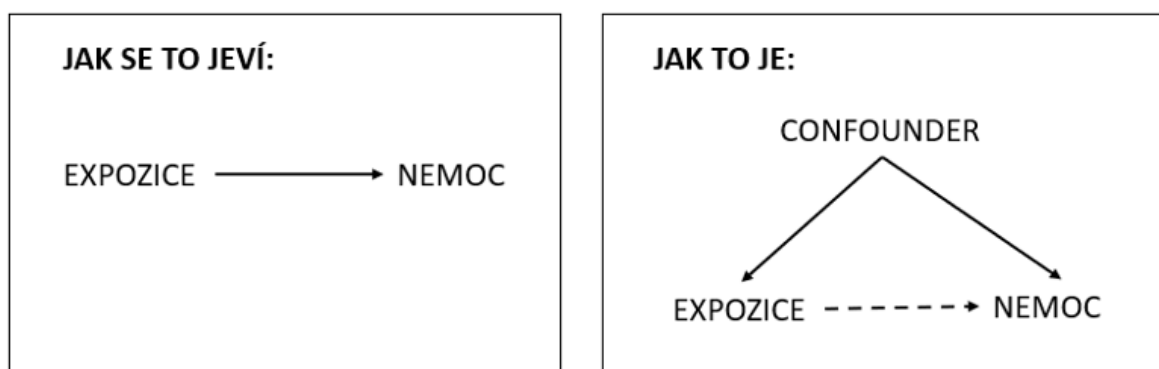 JAK SE TO JEVÍ:
EXPOZICE NEMOC
JAK TO JE:
CONFOUNDER
EXPOZICE NEMOC